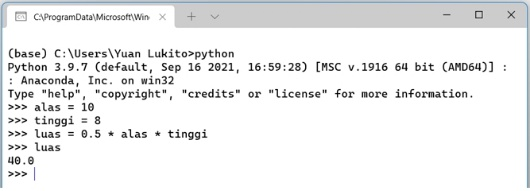 C:\ProgramData\Microsoft\Win
(base) C:\Users\Yuan Lukito>python
Python 3.9.7 (default, Sep 16 2021, 16:59:28) [MSC v.1916 64 bit (AMD64)] :
: Anaconda, Inc. on win32
Type "help", "copyright", "credits" or "license" for more information.
>>> alas = 10
>>> tinggi = 8
>>> luas = 0.5 * alas * tinggi
>>> luas
40.0
>>>